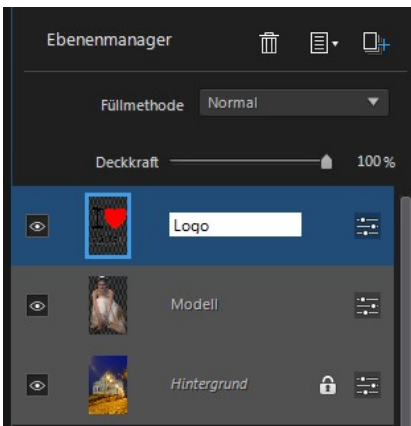 Ebenenmanager
Füllmethode Normal
Deckkraft 100 %
Logo
Modell
Hintergrund